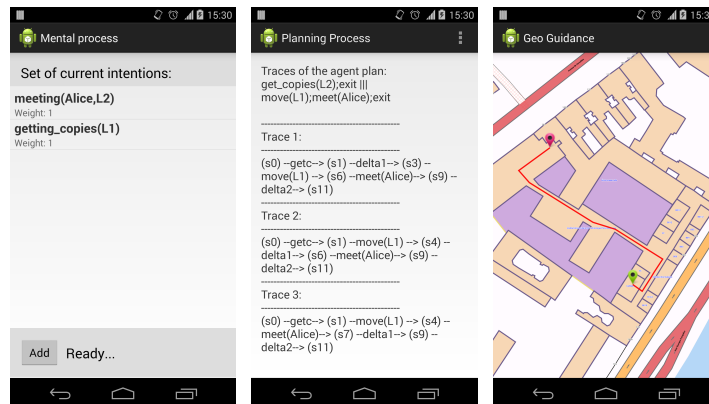 15:30
Mental process
Set of current intentions:
meeting(Alice,L2)
Weight: 1
getting_copies(L1)
Weight: 1
Add
Ready...
15:30
Planning Process
Traces of the agent plan:
get_copies(L2);exit |||
move(L1);meet(Alice);exit
----------------------------------------
Trace 1:
----------------------------------------
(s0) --getc--> (s1) --delta1--> (s3) --
move(L1) --> (s6) --meet(Alice)--> (s9) --
delta2--> (s11)
----------------------------------------
Trace 2:
----------------------------------------
(s0) --getc--> (s1) --move(L1) --> (s4) --
delta1--> (s6) --meet(Alice)--> (s9) --
delta2--> (s11)
----------------------------------------
Trace 3:
----------------------------------------
(s0) --getc--> (s1) --move(L1) --> (s4) --
meet(Alice)--> (s7) --delta1--> (s9) --
delta2--> (s11)
15:30
Geo Guidance